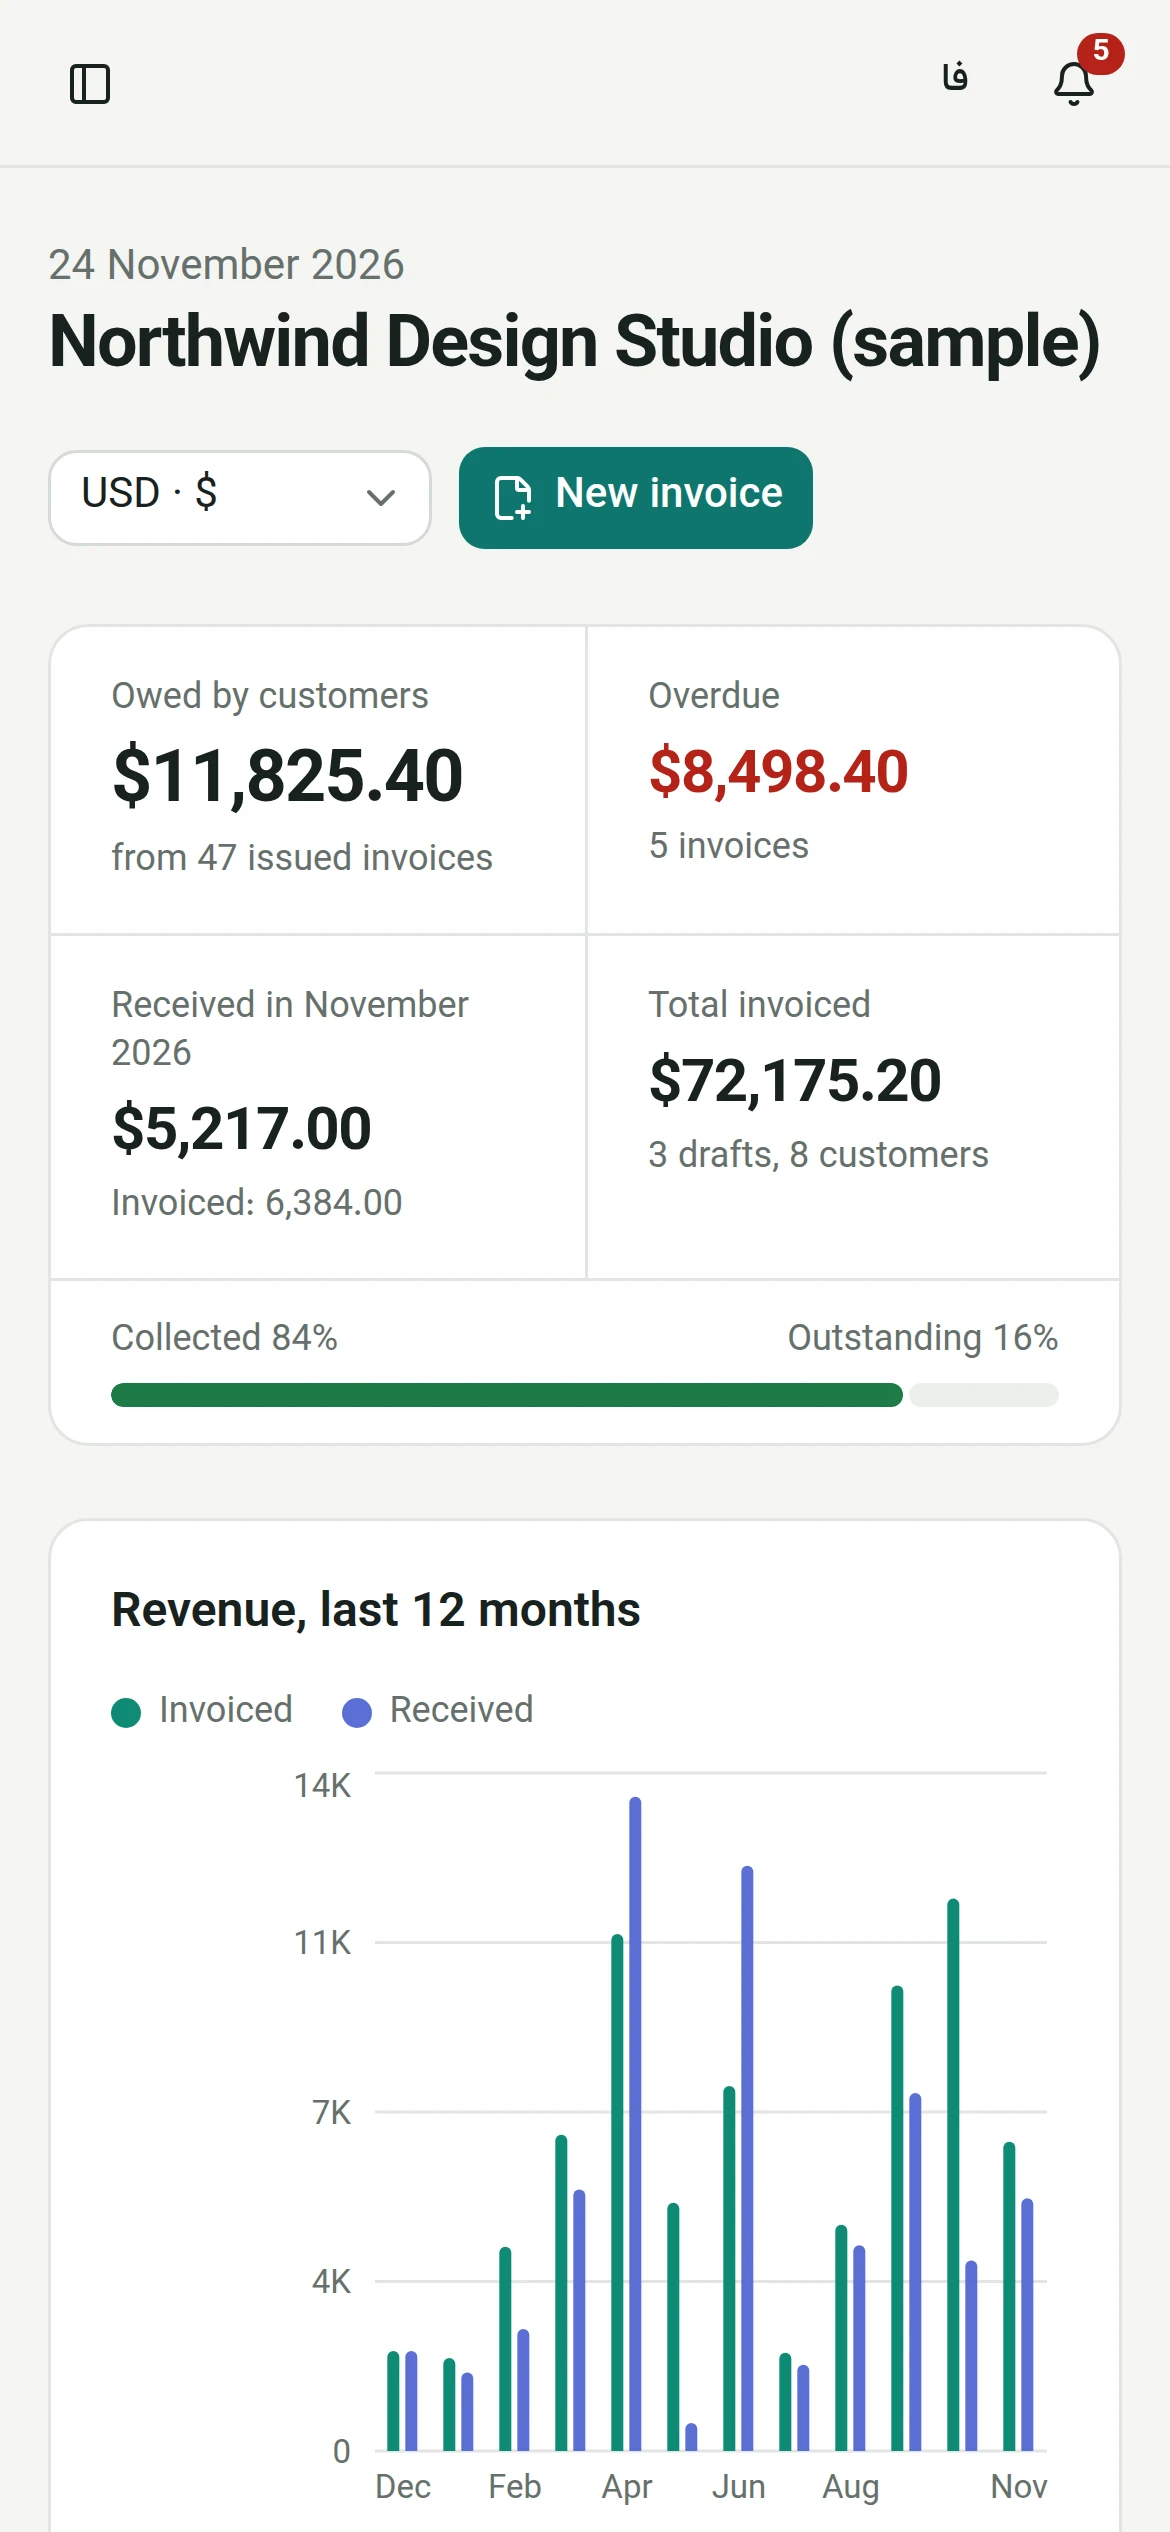 فا
5
24 November 2026
Northwind Design Studio (sample)
USD · $
New invoice
Owed by customers
$11,825.40
from 47 issued invoices
Overdue
$8,498.40
5 invoices
Received in November
2026
$5,217.00
Invoiced: 6,384.00
Total invoiced
$72,175.20
3 drafts, 8 customers
Collected 84%
Outstanding 16%
Revenue, last 12 months
Invoiced
Received
14K
11K
7K
4K
0
Dec
Feb
Apr
Jun
Aug
Nov